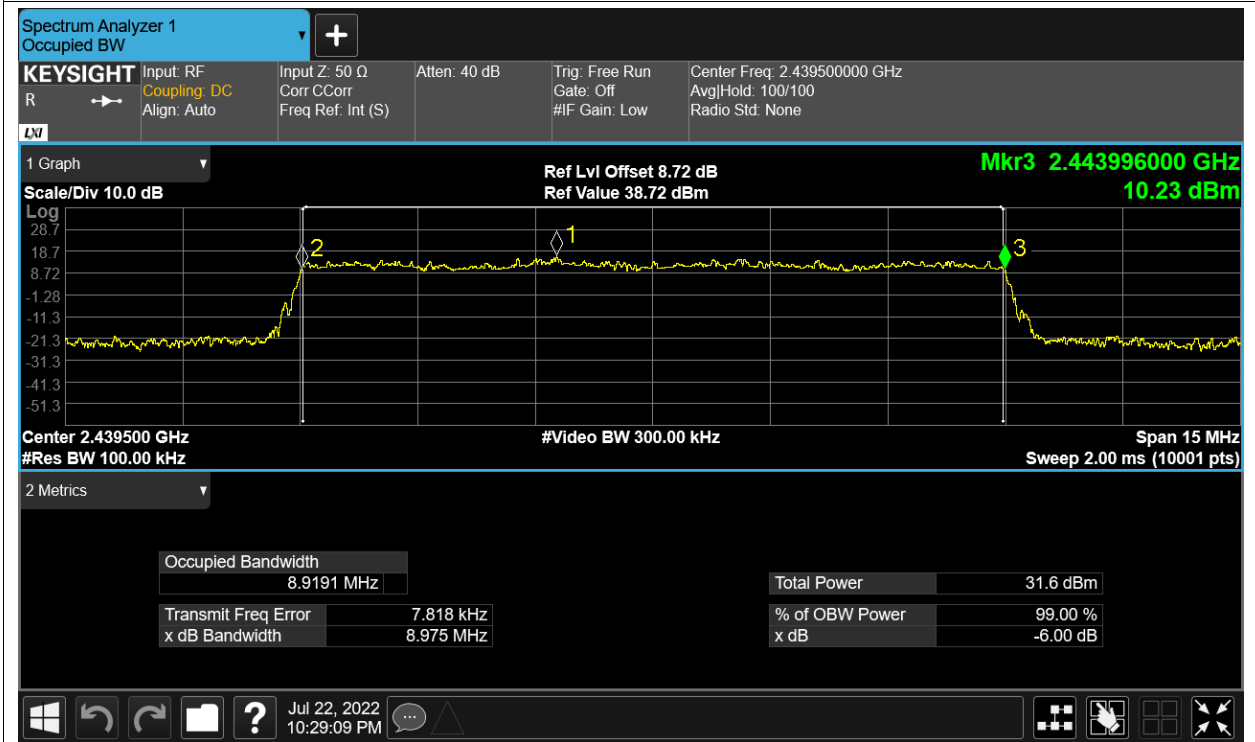 Spectrum Analyzer 1
Occupied BW
KEYSIGHT
R
LXI
Input: RF
Coupling: DC
Align: Auto
Input Z: 50 Ω
Corr CCorr
Freq Ref: Int (S)
Atten: 40 dB
Trig: Free Run
Gate: Off
#IF Gain: Low
Center Freq: 2.439500000 GHz
Avg|Hold: 100/100
Radio Std: None
1 Graph
Scale/Div 10.0 dB
Ref Lvl Offset 8.72 dB
Ref Value 38.72 dBm
Mkr3 2.443996000 GHz
10.23 dBm
Log
28.7
18.7
8.72
-1.28
-11.3
-21.3
-31.3
-41.3
-51.3
2
1
3
Center 2.439500 GHz
#Res BW 100.00 kHz
#Video BW 300.00 kHz
Span 15 MHz
Sweep 2.00 ms (10001 pts)
2 Metrics
Occupied Bandwidth
8.9191 MHz
Transmit Freq Error 7.818 kHz
x dB Bandwidth 8.975 MHz
Total Power 31.6 dBm
% of OBW Power 99.00 %
x dB -6.00 dB
?
Jul 22, 2022
10:29:09 PM